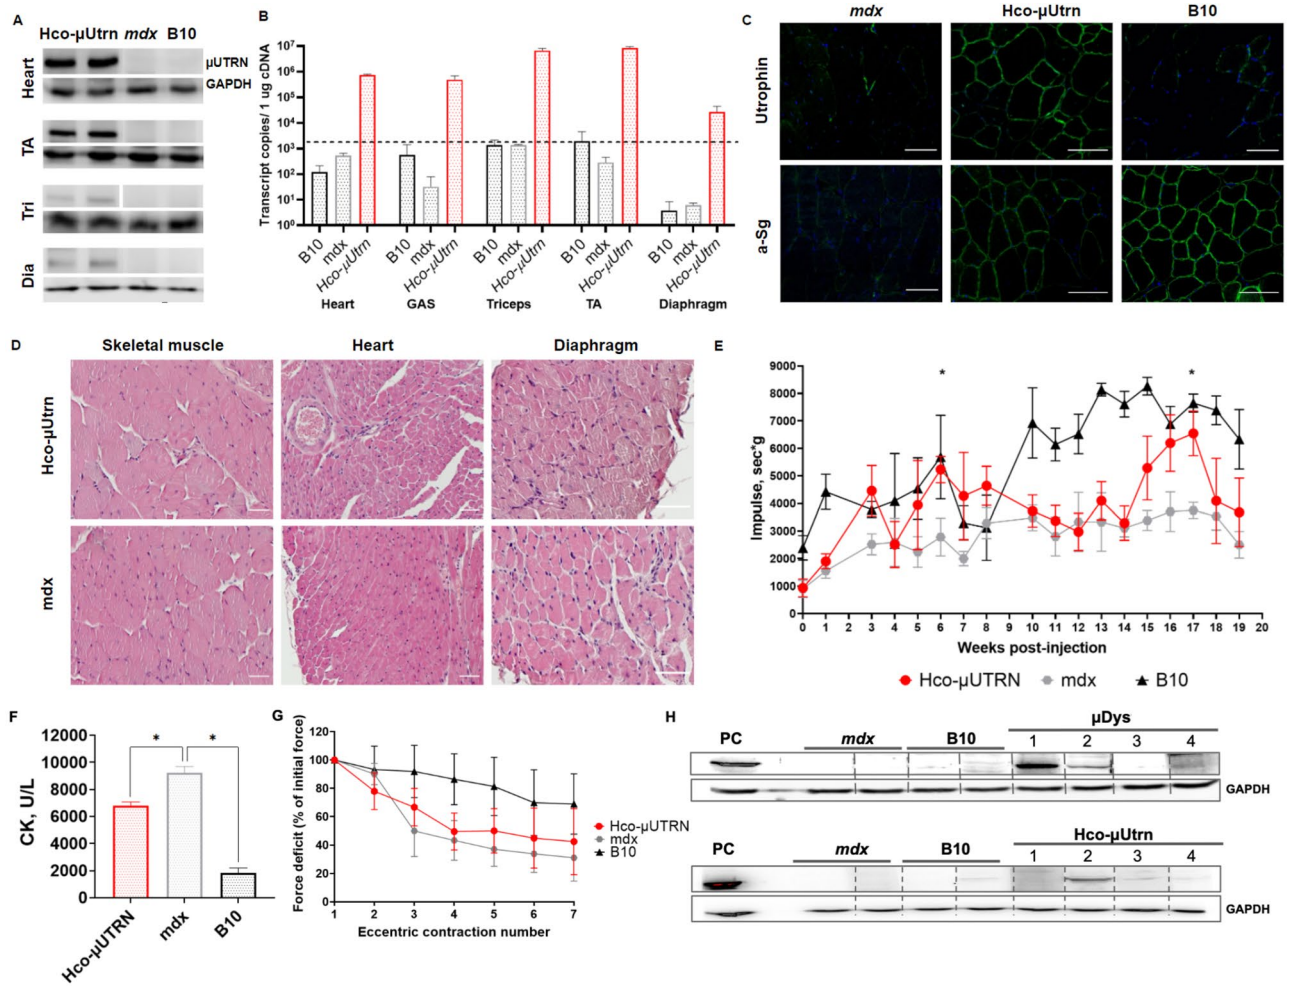 A
Hco-μUtrn mdx B10
Heart
μUTRN
GAPDH
TA
Tri
Dia
B
Transcript copies/ 1 ug cDNA
10⁷
10⁶
10⁵
10⁴
10³
10²
10¹
10⁰
B10 mdx Hco-μUtrn B10 mdx Hco-μUtrn B10 mdx Hco-μUtrn B10 mdx Hco-μUtrn B10 mdx Hco-μUtrn
Heart GAS Triceps TA Diaphragm
C
mdx Hco-μUtrn B10
Utrophin
a-Sg
D
Skeletal muscle Heart Diaphragm
Hco-μUtrn
mdx
E
Impulse, sec*g
9000
8000
7000
6000
5000
4000
3000
2000
1000
0
* *
0 1 2 3 4 5 6 7 8 9 10 11 12 13 14 15 16 17 18 19 20
Weeks post-injection
Hco-μUTRN mdx B10
F
CK, U/L
12000
10000
8000
6000
4000
2000
0
* *
Hco-μUTRN mdx B10
G
Force deficit (% of initial force)
120
100
80
60
40
20
0
1 2 3 4 5 6 7
Eccentric contraction number
Hco-μUTRN
mdx
B10
H
μDys
PC mdx B10 1 2 3 4
GAPDH
Hco-μUtrn
PC mdx B10 1 2 3 4
GAPDH